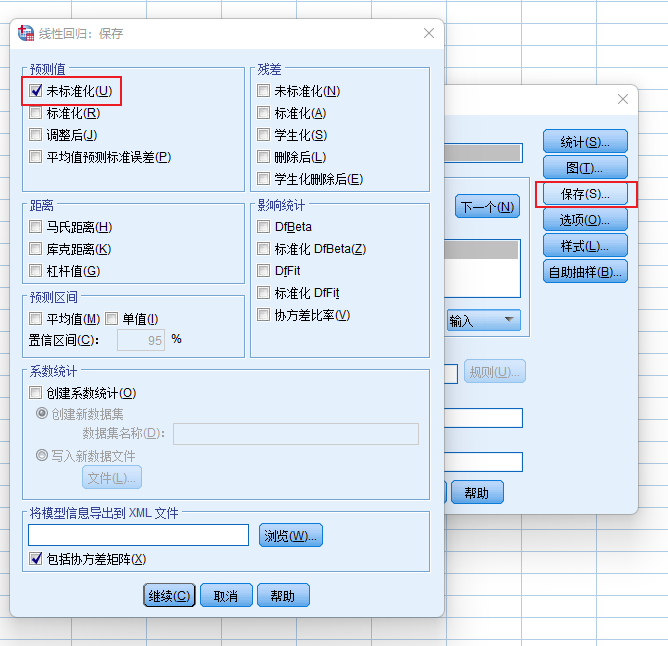 线性回归：保存
预测值
未标准化(U)
标准化(R)
调整后(J)
平均值预测标准误差(P)
残差
未标准化(N)
标准化(A)
学生化(S)
删除后(L)
学生化删除后(E)
距离
马氏距离(H)
库克距离(K)
杠杆值(G)
影响统计
DfBeta
标准化 DfBeta(Z)
DfFit
标准化 DfFit
协方差比率(V)
预测区间
平均值(M) 单值(I)
置信区间(C)： 95 %
系数统计
创建系数统计(O)
创建新数据集
数据集名称(D)：
写入新数据文件
文件(L)...
将模型信息导出到 XML 文件
浏览(W)...
包括协方差矩阵(X)
继续(C) 取消 帮助
统计(S)...
图(T)...
保存(S)...
选项(O)...
样式(L)...
自助抽样(B)...
下一个(N)
输入
规则(U)...
帮助